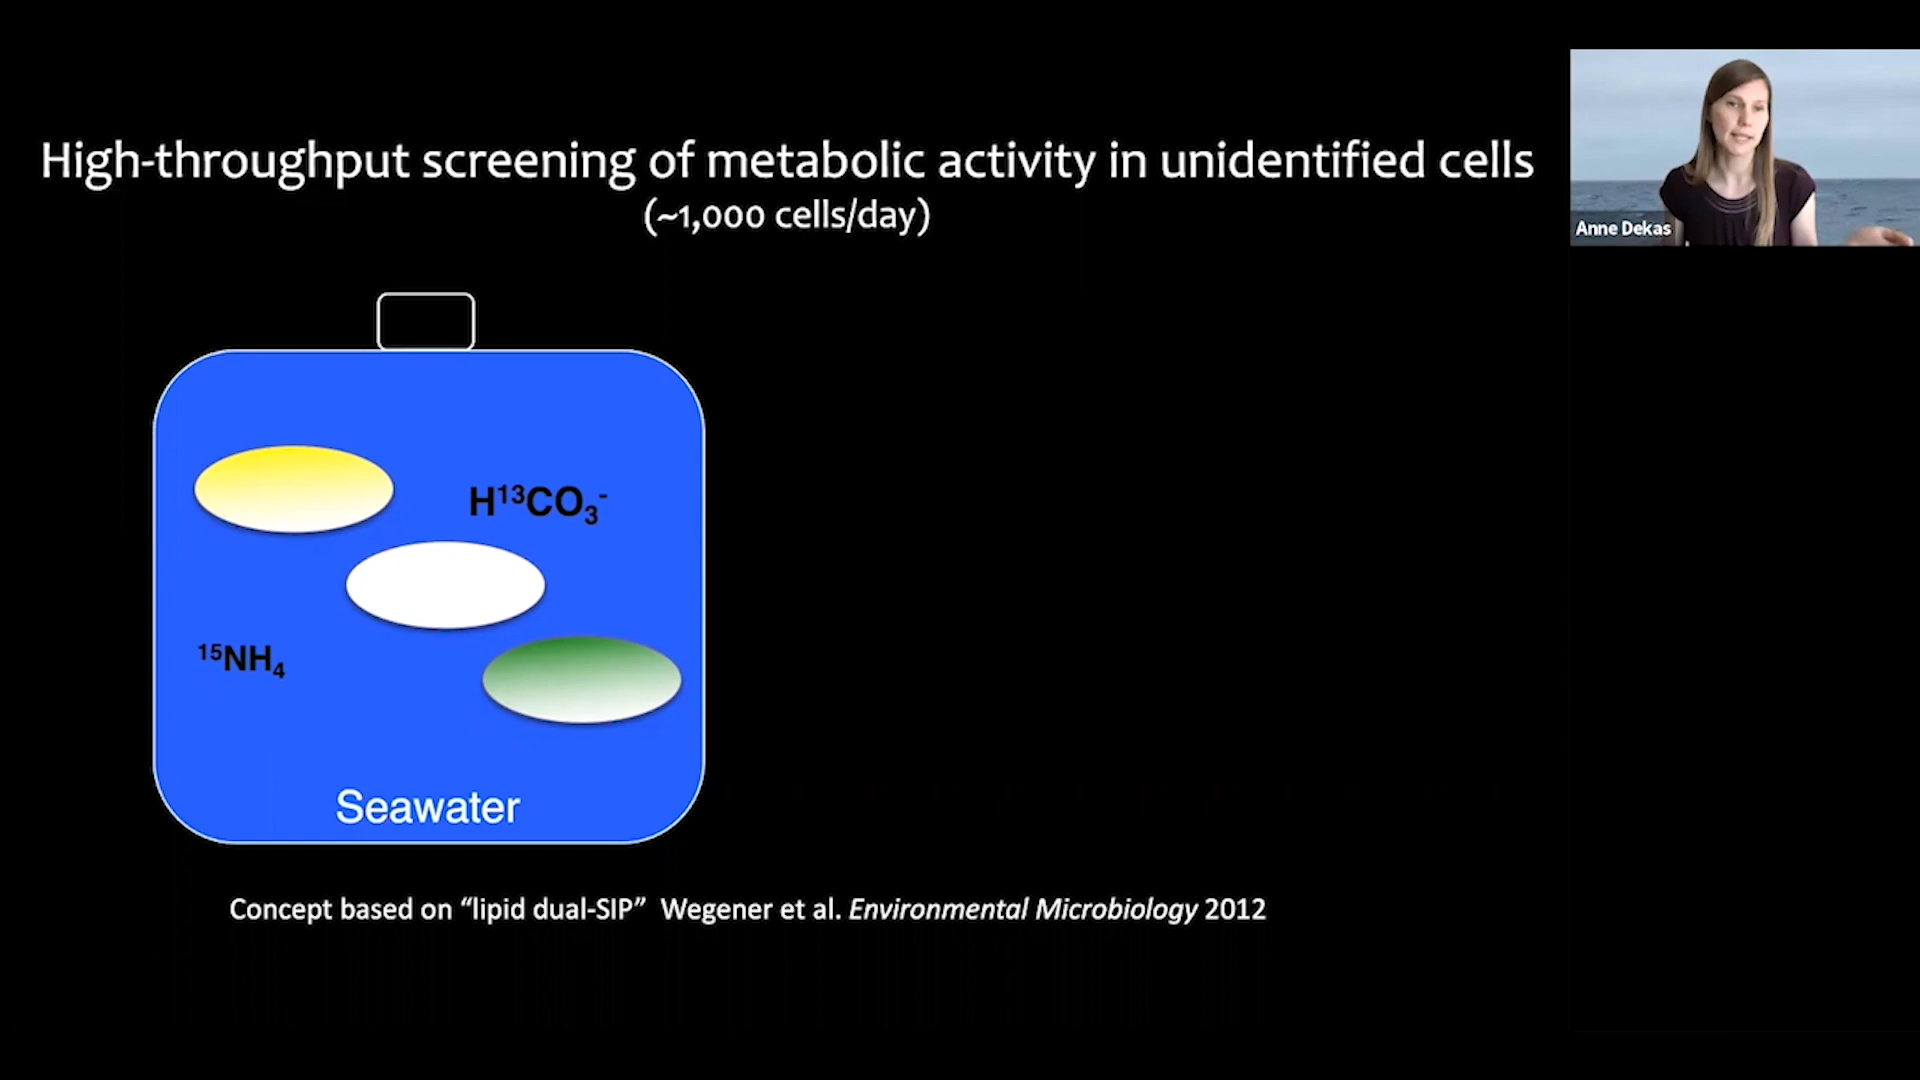 High-throughput screening of metabolic activity in unidentified cells
(~1,000 cells/day)
Anne Dekas
H¹³CO₃⁻
¹⁵NH₄
Seawater
Concept based on “lipid dual-SIP” Wegener et al. Environmental Microbiology 2012